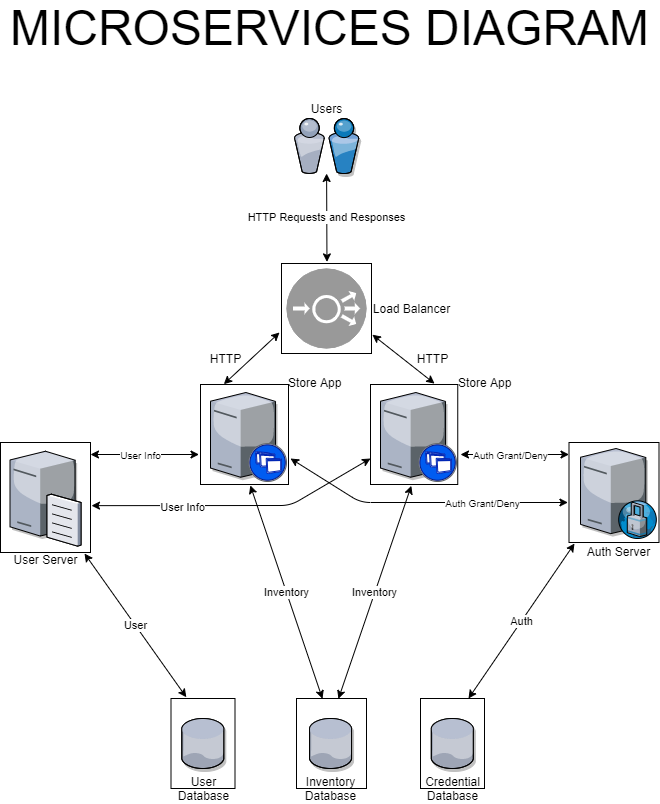 MICROSERVICES DIAGRAM
Users
HTTP Requests and Responses
Load Balancer
HTTP
HTTP
Store App
Store App
User Info
Auth Grant/Deny
User Info
Auth Grant/Deny
User Server
Auth Server
Inventory
Inventory
User
Auth
User
Database
Inventory
Database
Credential
Database